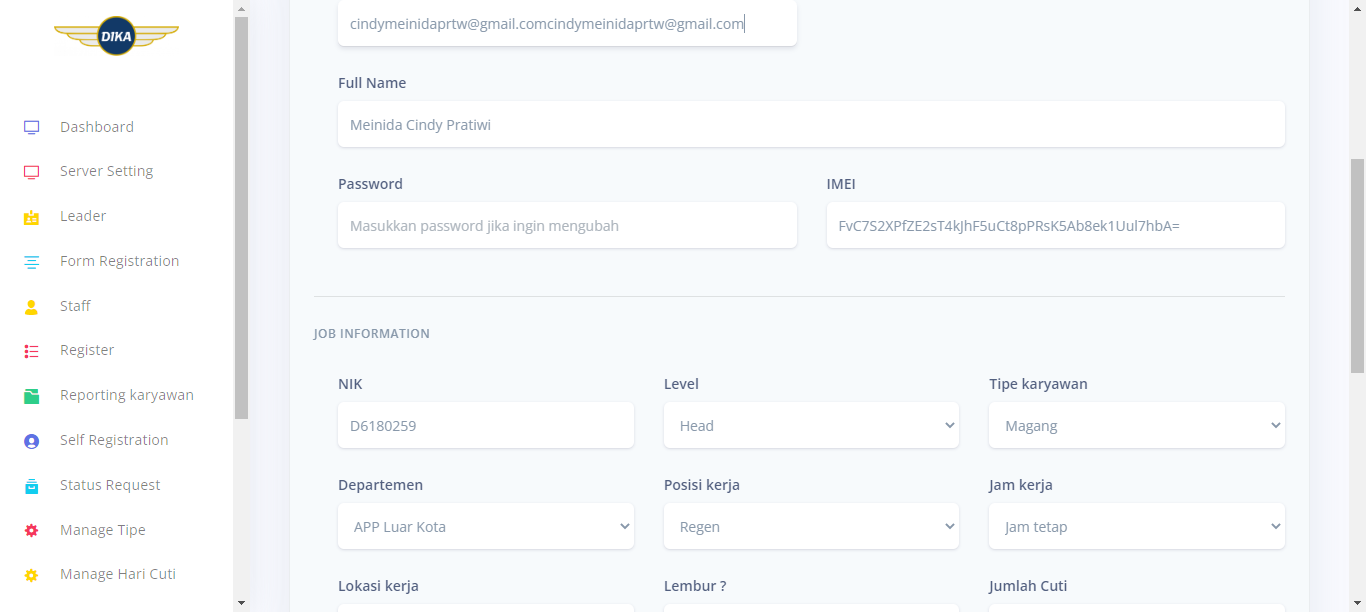 DIKA
Dashboard
Server Setting
Leader
Form Registration
Staff
Register
Reporting karyawan
Self Registration
Status Request
Manage Tipe
Manage Hari Cuti
cindymeinidaprtw@gmail.comcindymeinidaprtw@gmail.com
Full Name
Meinida Cindy Pratiwi
Password
IMEI
Masukkan password jika ingin mengubah
FvC7S2XPfZE2sT4kJhF5uCt8pPRsK5Ab8ek1Uul7hbA=
JOB INFORMATION
NIK
Level
Tipe karyawan
D6180259
Head
Magang
Departemen
Posisi kerja
Jam kerja
APP Luar Kota
Regen
Jam tetap
Lokasi kerja
Lembur ?
Jumlah Cuti